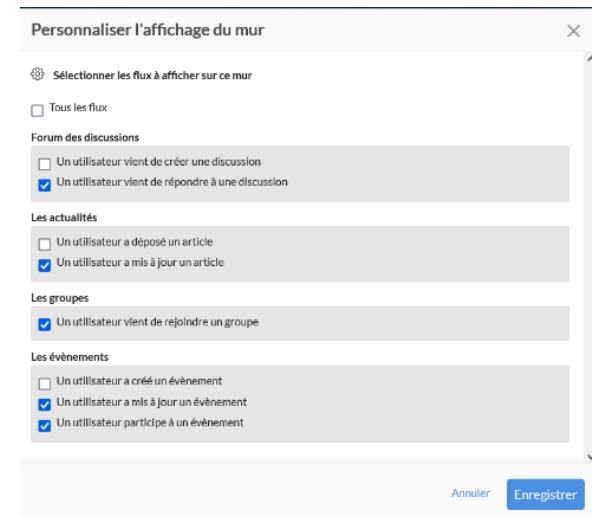 Personnaliser l'affichage du mur
Sélectionner les flux à afficher sur ce mur
Tous les flux
Forum des discussions
Un utilisateur vient de créer une discussion
Un utilisateur vient de répondre à une discussion
Les actualités
Un utilisateur a déposé un article
Un utilisateur a mis à jour un article
Les groupes
Un utilisateur vient de rejoindre un groupe
Les évènements
Un utilisateur a créé un évènement
Un utilisateur a mis à jour un évènement
Un utilisateur participe à un évènement
Annuler Enregistrer